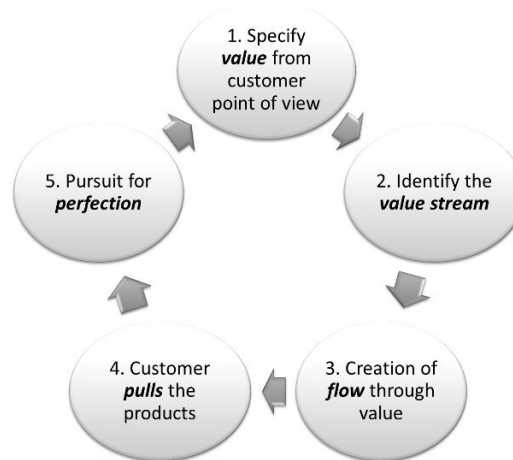 1. Specify
value from
customer
point of view
2. Identify the
value stream
3. Creation of
flow through
value
4. Customer
pulls the
products
5. Pursuit for
perfection